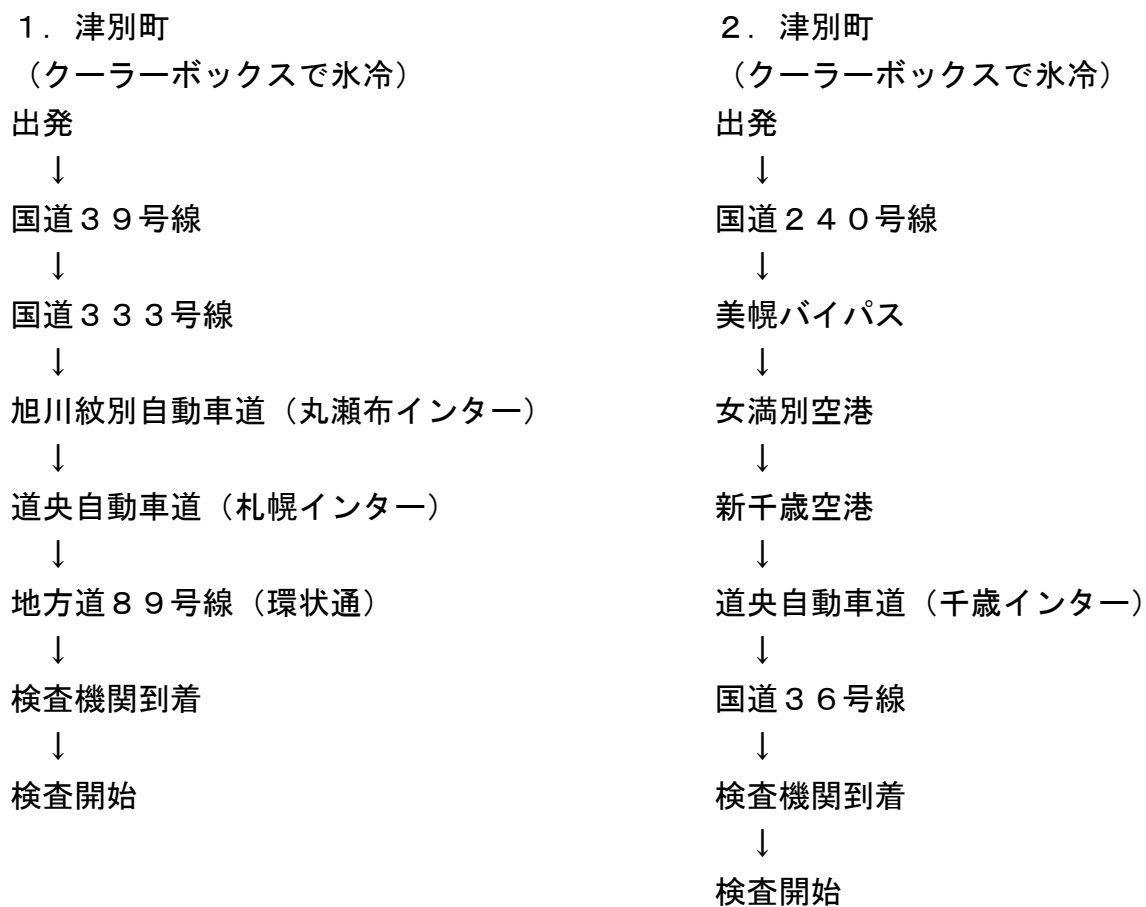 １．津別町
（クーラーボックスで氷冷）
出発
↓
国道３９号線
↓
国道３３３号線
↓
旭川紋別自動車道（丸瀬布インター）
↓
道央自動車道（札幌インター）
↓
地方道８９号線（環状通）
↓
検査機関到着
↓
検査開始
２．津別町
（クーラーボックスで氷冷）
出発
↓
国道２４０号線
↓
美幌バイパス
↓
女満別空港
↓
新千歳空港
↓
道央自動車道（千歳インター）
↓
国道３６号線
↓
検査機関到着
↓
検査開始